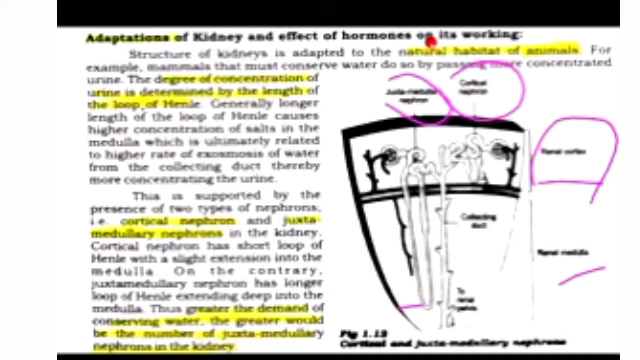 Adaptations of Kidney and effect of hormones on its working:
Structure of kidneys is adapted to the natural habitat of animals. For
example, mammals that must conserve water do so by passing more concentrated
urine. The degree of concentration of
urine is determined by the length of
the loop of Henle. Generally longer
length of the loop of Henle causes
higher concentration of salts in the
medulla which is ultimately related
to higher rate of exosmosis of water
from the collecting duct thereby
more concentrating the urine.
This is supported by the
presence of two types of nephrons,
i.e. cortical nephron and juxta-
medullary nephrons in the kidney.
Cortical nephron has short loop of
Henle with a slight extension into the
medulla. On the contrary,
juxtamedullary nephron has longer
loop of Henle extending deep into the
medulla. Thus greater the demand of
conserving water, the greater would
be the number of juxta-medullary
nephrons in the kidney
Juxta-medullary
nephron
Cortical
nephron
Renal cortex
Collecting
duct
Renal medulla
To
renal
pelvis
Fig 1.12
Cortical and juxta-medullary nephrons